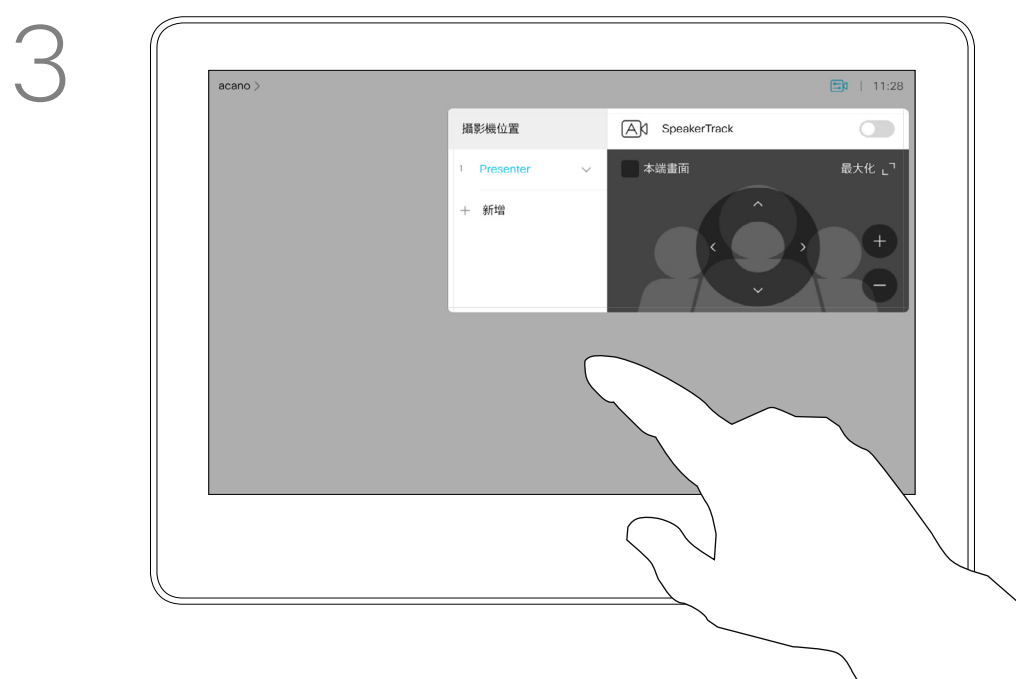 3
acano >
11:28
攝影機位置
SpeakerTrack
1 Presenter
本端畫面
最大化
+ 新增